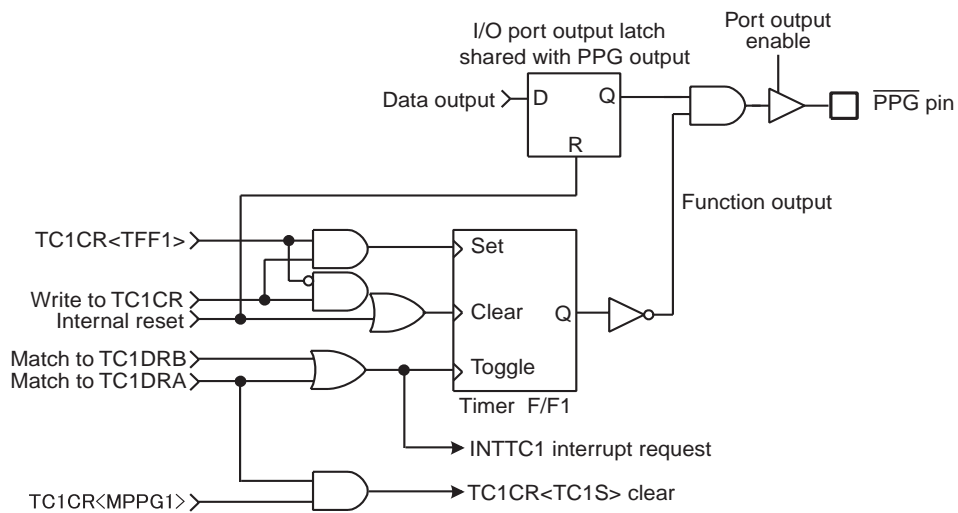 I/O port output latch
shared with PPG output
Port output
enable
Data output
D
Q
R
PPG pin
Function output
TC1CR<TFF1>
Set
Write to TC1CR
Internal reset
Clear
Q
Match to TC1DRB
Match to TC1DRA
Toggle
Timer F/F1
INTTC1 interrupt request
TC1CR<TC1S> clear
TC1CR<MPPG1>